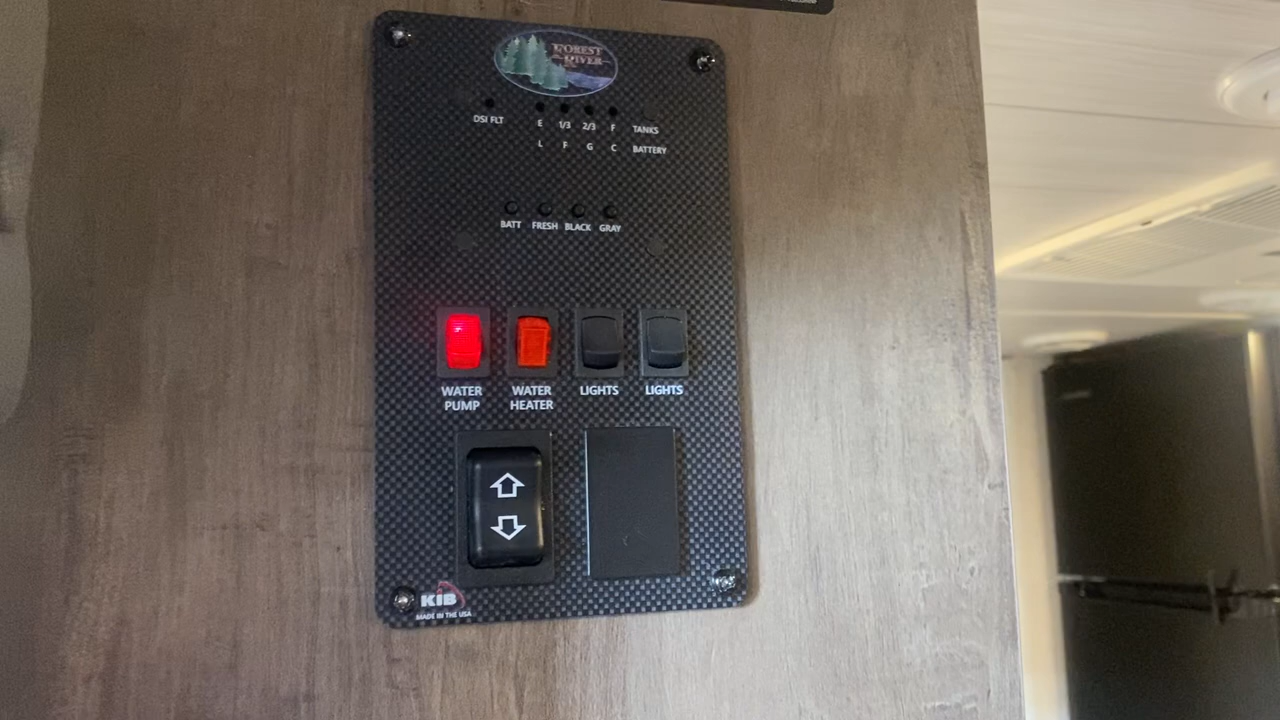 FOREST
RIVER
DSI FLT E 1/3 2/3 F TANKS
L F G C BATTERY
BATT FRESH BLACK GRAY
WATER PUMP
WATER HEATER
LIGHTS
LIGHTS
KIB
MADE IN THE USA